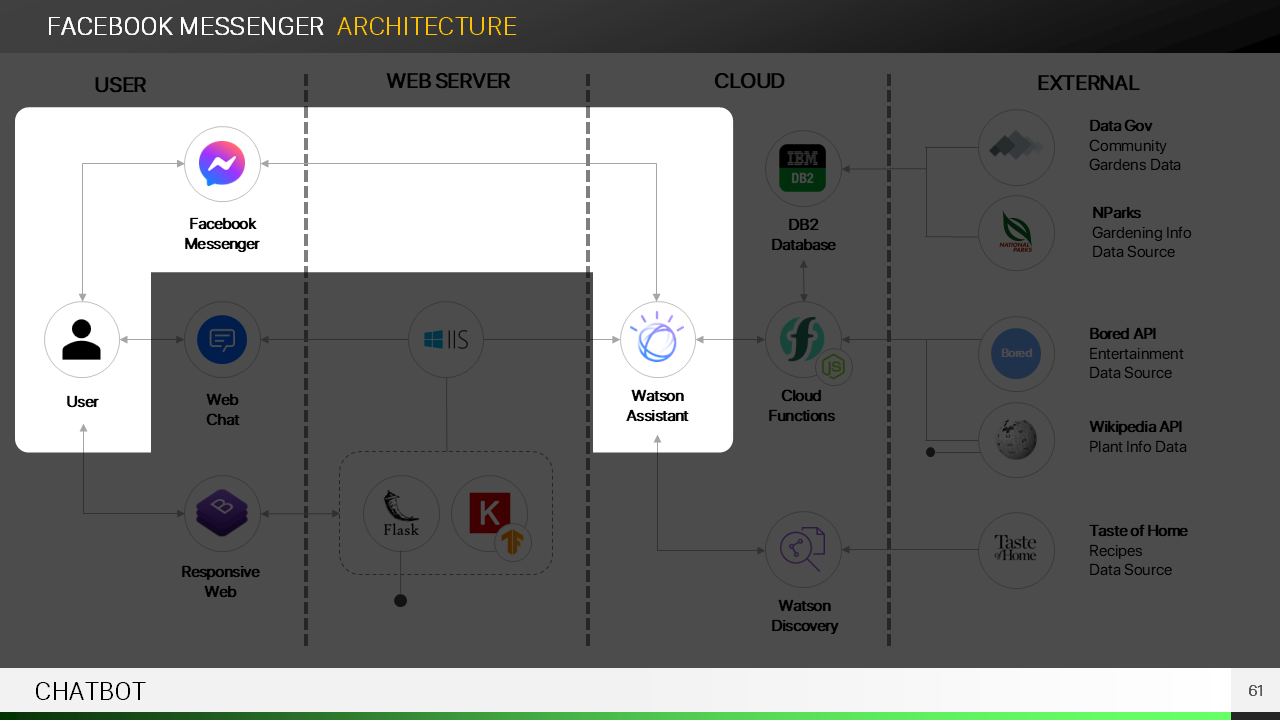 FACEBOOK MESSENGER ARCHITECTURE
USER
WEB SERVER
CLOUD
EXTERNAL
Facebook
Messenger
IBM
DB2
DB2
Database
Data Gov
Community
Gardens Data
NATIONAL
PARKS
NParks
Gardening Info
Data Source
User
Web
Chat
IIS
Watson
Assistant
JS
Cloud
Functions
Bored
Bored API
Entertainment
Data Source
Wikipedia API
Plant Info Data
Responsive
Web
B
Flask
K
Watson
Discovery
Taste
of Home
Taste of Home
Recipes
Data Source
CHATBOT
61